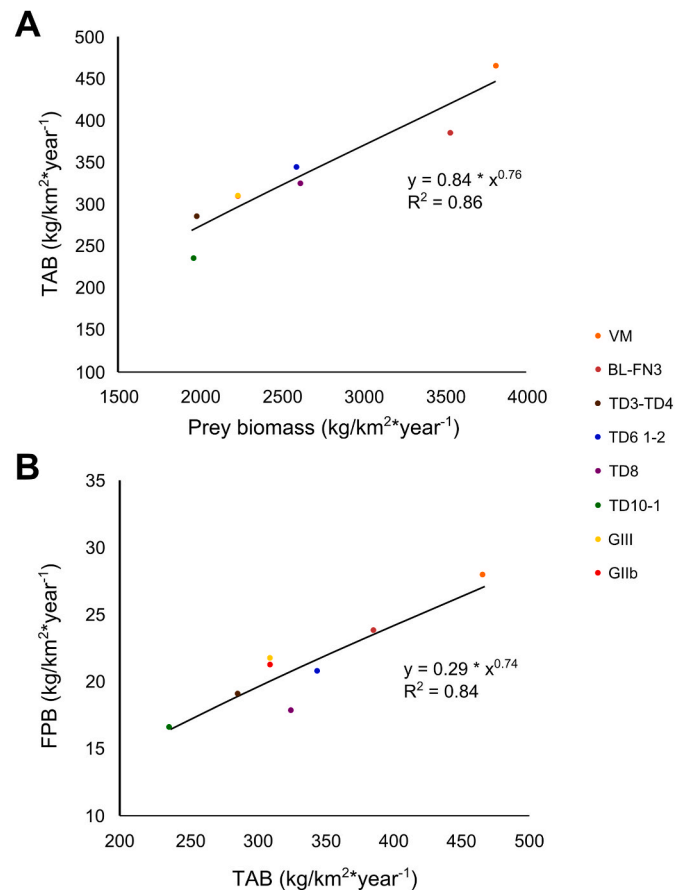 A
500
450
400
350
300
250
200
150
100
TAB (kg/km²*year⁻¹)
y = 0.84 * x^0.76
R² = 0.86
1500 2000 2500 3000 3500 4000
Prey biomass (kg/km²*year⁻¹)
VM
BL-FN3
TD3-TD4
TD6 1-2
TD8
TD10-1
GIII
GIIb
B
35
30
25
20
15
10
FPB (kg/km²*year⁻¹)
y = 0.29 * x^0.74
R² = 0.84
200 250 300 350 400 450 500
TAB (kg/km²*year⁻¹)